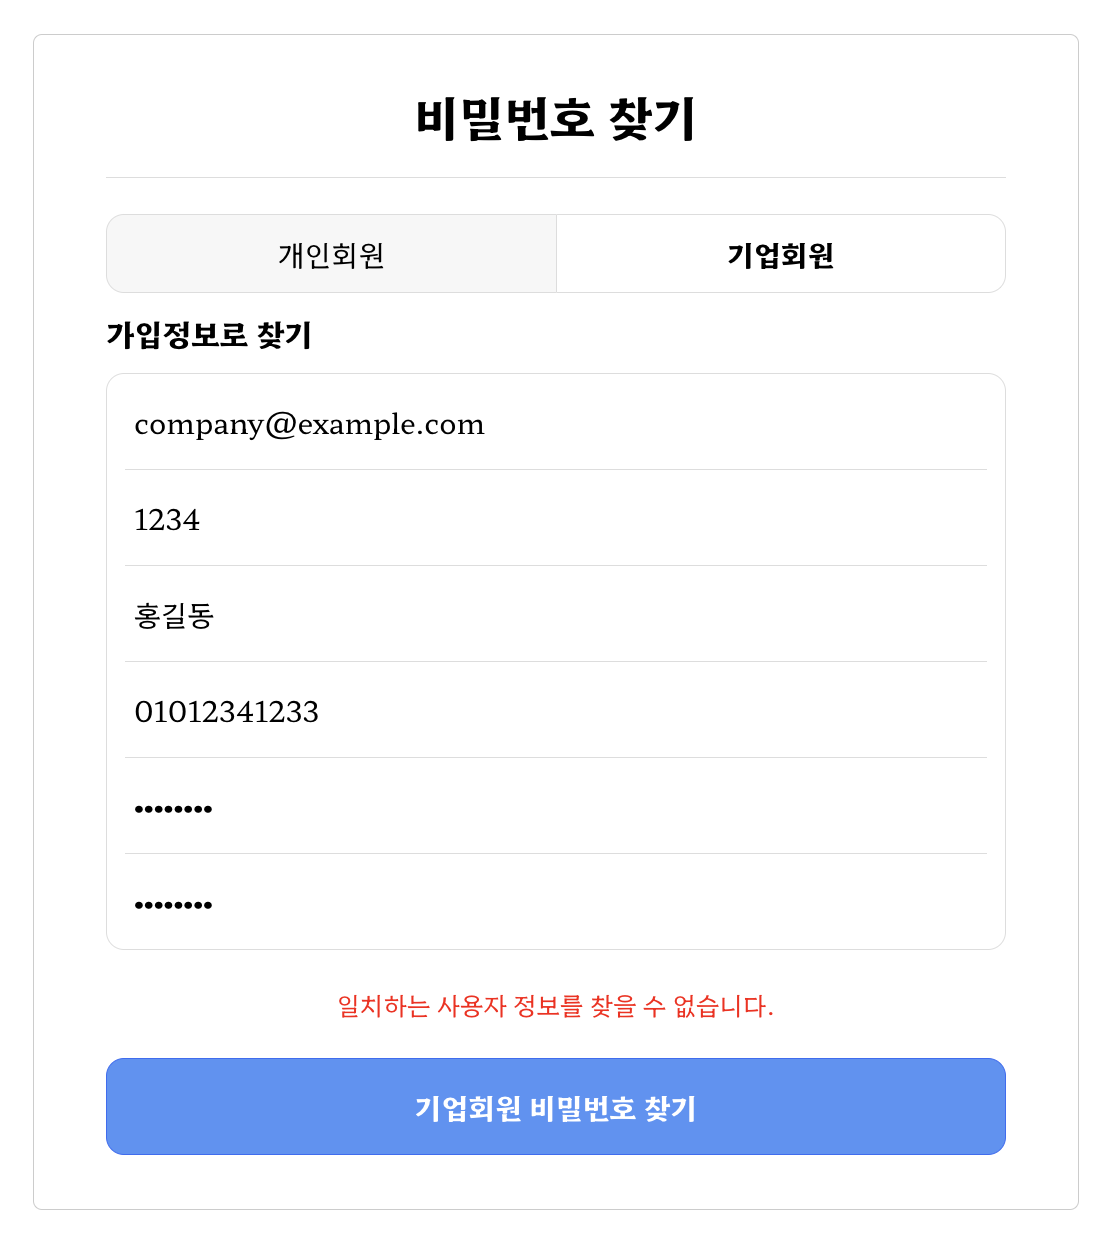 비밀번호 찾기
개인회원
기업회원
가입정보로 찾기
company@example.com
1234
홍길동
01012341233
••••••••
••••••••
일치하는 사용자 정보를 찾을 수 없습니다.
기업회원 비밀번호 찾기